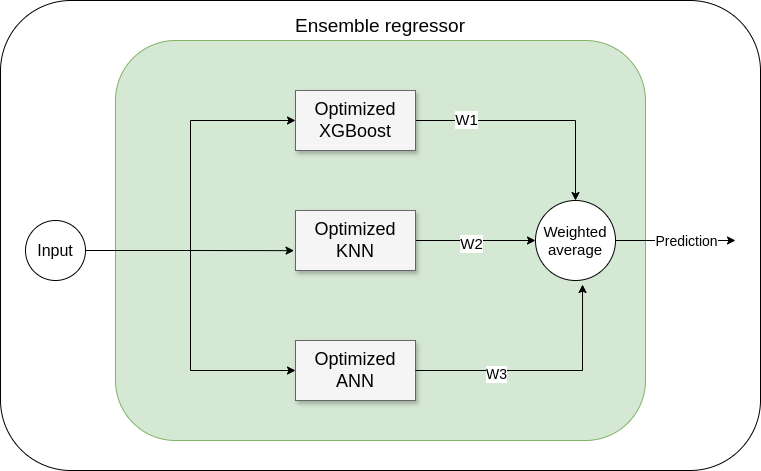 Ensemble regressor
Optimized
XGBoost
W1
Input
Optimized
KNN
W2
Weighted
average
Prediction
Optimized
ANN
W3